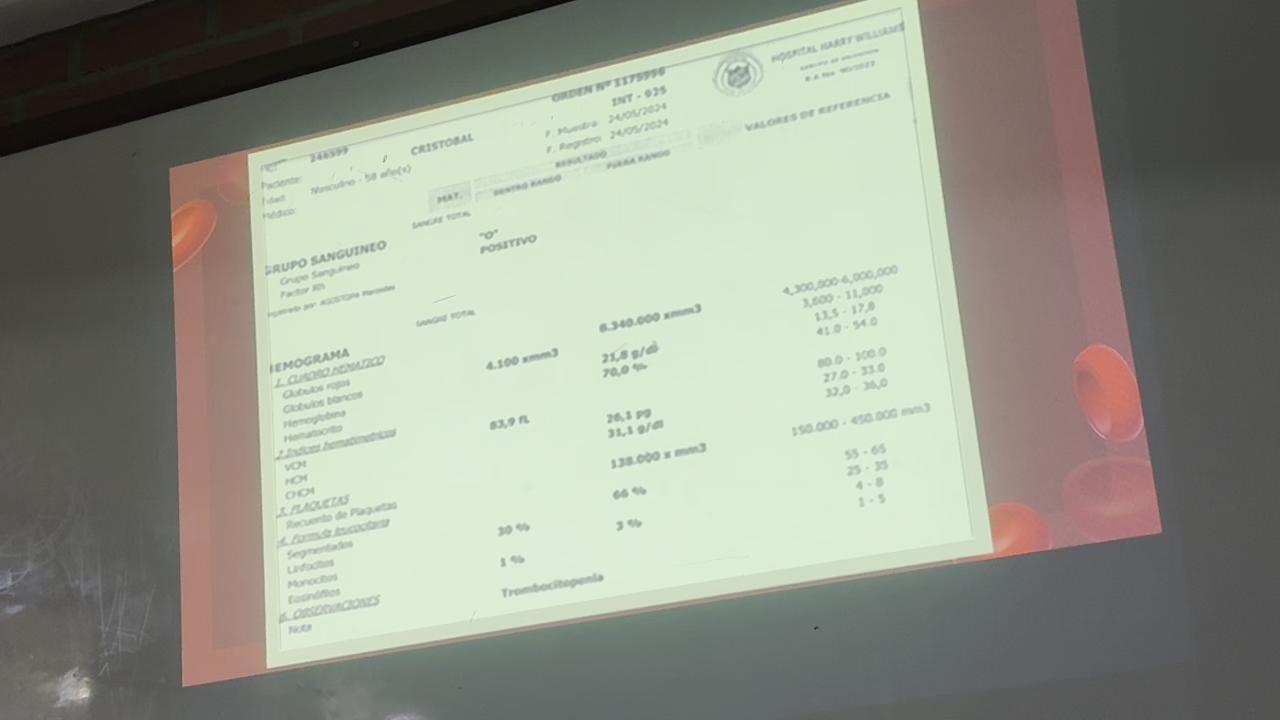 HOSPITAL HARRY WILLIAMS
ORDEN Nº 1175996
INT - 925
246599
CRISTOBAL
F. Muestra: 24/05/2024
F. Registro: 24/05/2024
Paciente:
Edad: Masculino - 58 año(s)
Médico:
VALORES DE REFERENCIA
RESULTADO
MAT. DENTRO RANGO FUERA RANGO
SANGRE TOTAL
GRUPO SANGUINEO
Grupo Sanguineo "O"
Factor Rh POSITIVO
SANGRE TOTAL
HEMOGRAMA
1. CUADRO HEMATICO
Globulos rojos 8.340.000 xmm3 4,300,000-6,000,000
Globulos blancos 4.100 xmm3 3,600 - 11,000
Hemoglobina 21,8 g/dl 13,5 - 17,8
Hematocrito 70,0 % 41.0 - 54.0
2. Indices hematimetricos
VCM 83,9 fL 80.0 - 100.0
HCM 26,1 pg 27.0 - 33.0
CHCM 31,1 g/dl 32,0 - 36,0
3. PLAQUETAS
Recuento de Plaquetas 138.000 x mm3 150.000 - 450.000 mm3
4. Formula leucocitaria
Segmentados 66 % 55 - 65
Linfocitos 30 % 25 - 35
Monocitos 3 % 4 - 8
Eosinófilos 1 % 1 - 5
6. OBSERVACIONES
Nota Trombocitopenia